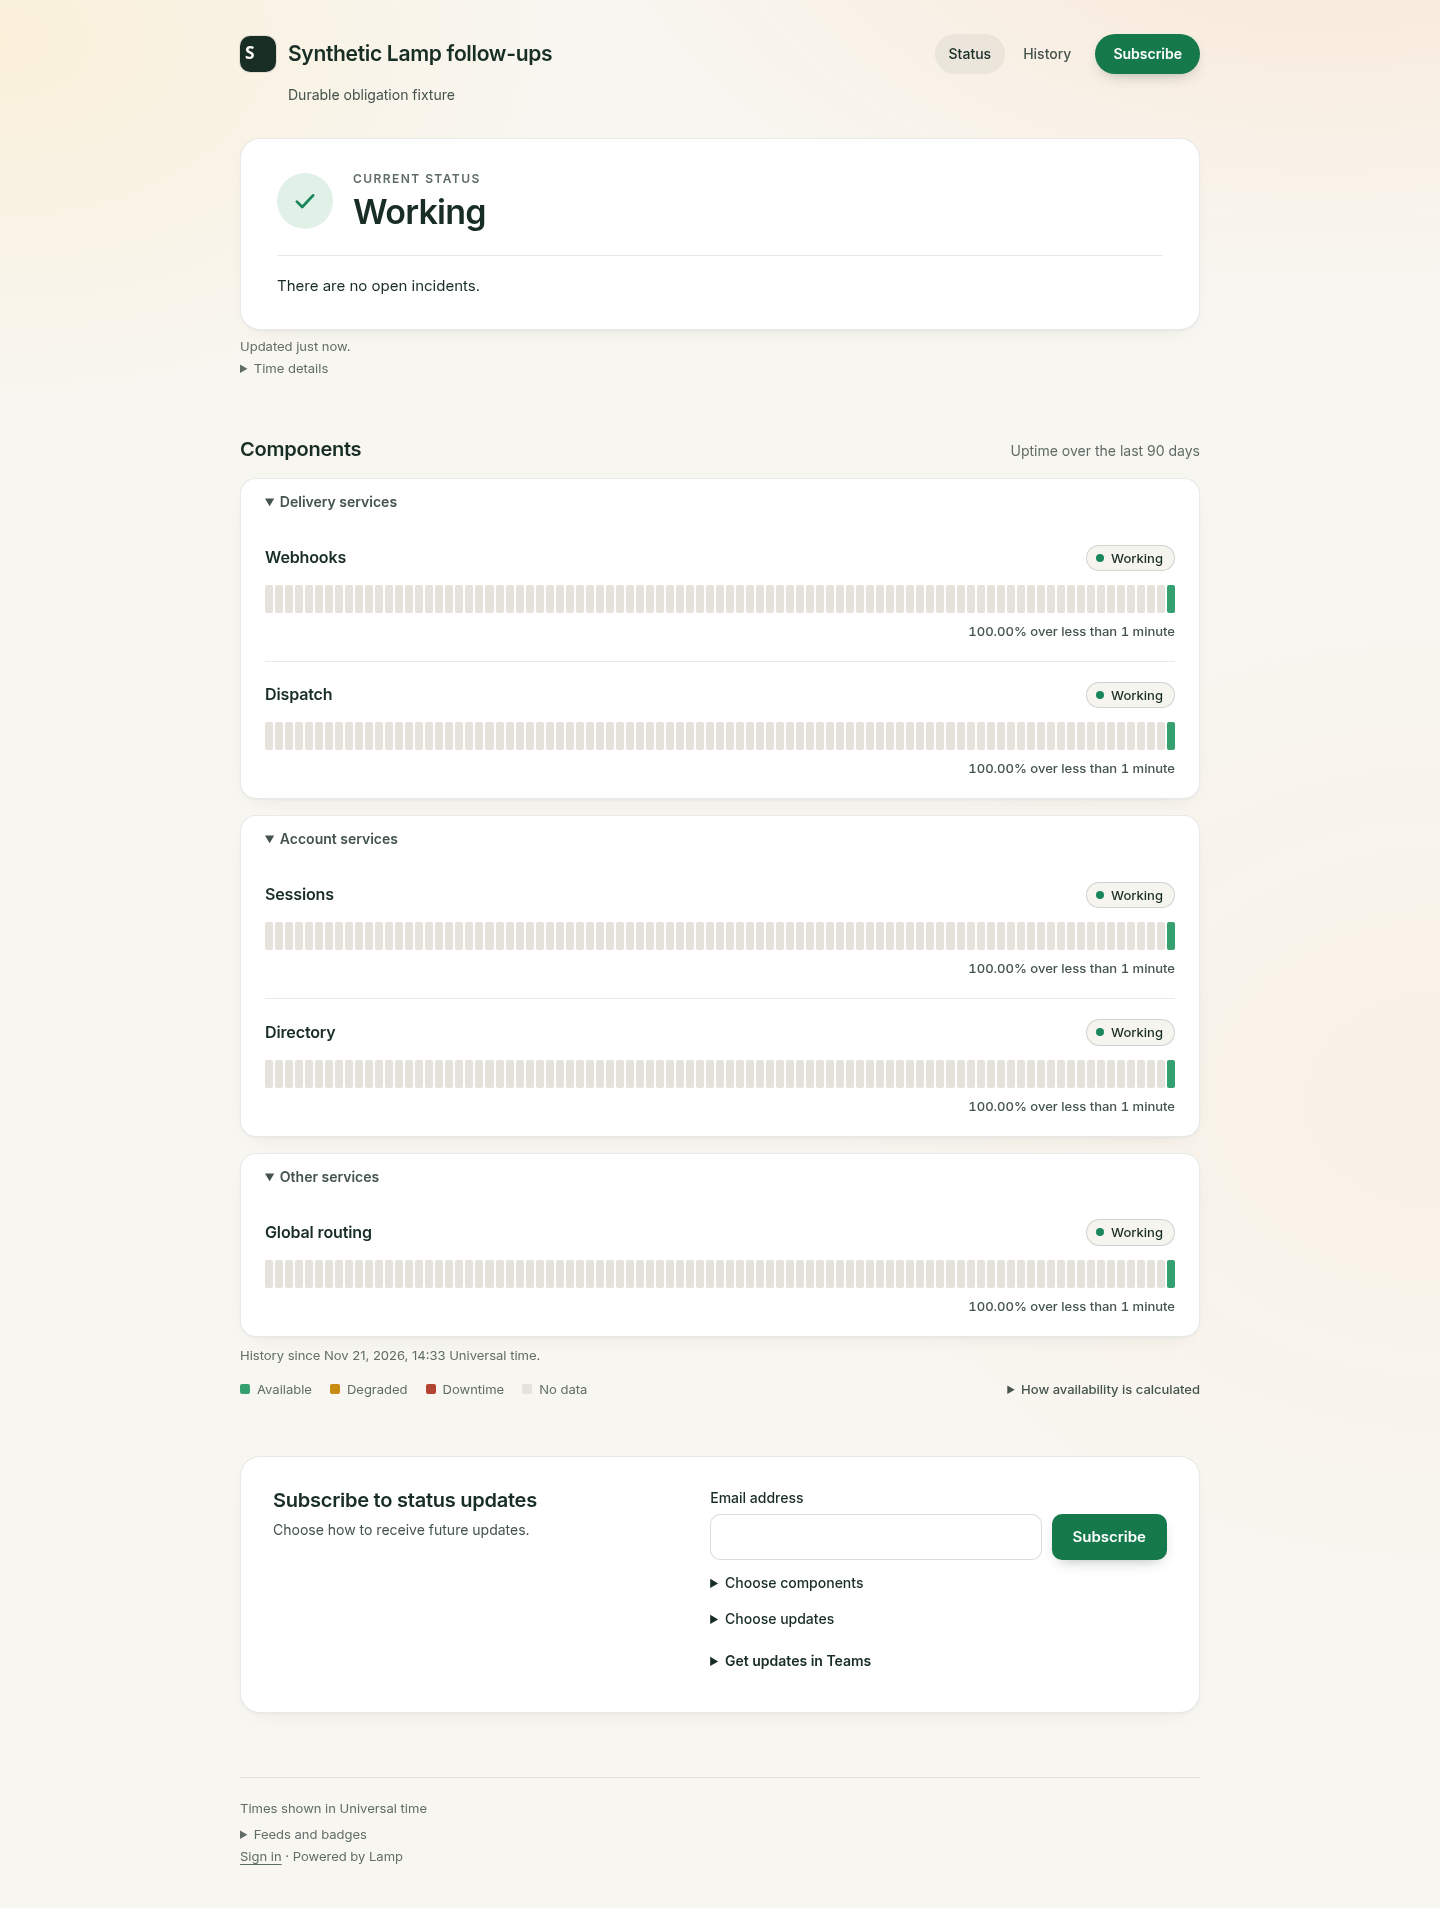 S
Synthetic Lamp follow-ups
Status
History
Subscribe
Durable obligation fixture
CURRENT STATUS
Working
There are no open incidents.
Updated just now.
Time details
Components
Uptime over the last 90 days
Delivery services
Webhooks
Working
100.00% over less than 1 minute
Dispatch
Working
100.00% over less than 1 minute
Account services
Sessions
Working
100.00% over less than 1 minute
Directory
Working
100.00% over less than 1 minute
Other services
Global routing
Working
100.00% over less than 1 minute
History since Nov 21, 2026, 14:33 Universal time.
Available
Degraded
Downtime
No data
How availability is calculated
Subscribe to status updates
Choose how to receive future updates.
Email address
Subscribe
Choose components
Choose updates
Get updates in Teams
Times shown in Universal time
Feeds and badges
Sign in · Powered by Lamp